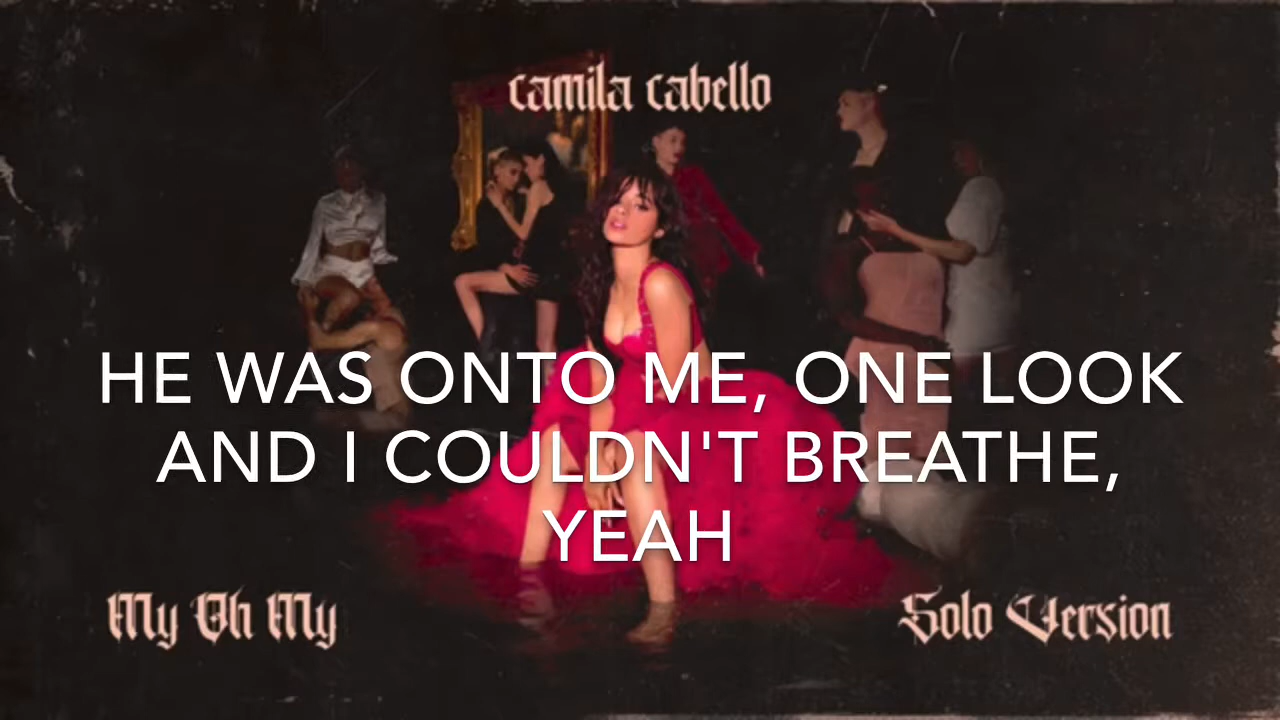 camila cabello
HE WAS ONTO ME, ONE LOOK
AND I COULDN'T BREATHE,
YEAH
My Oh My
Solo Version